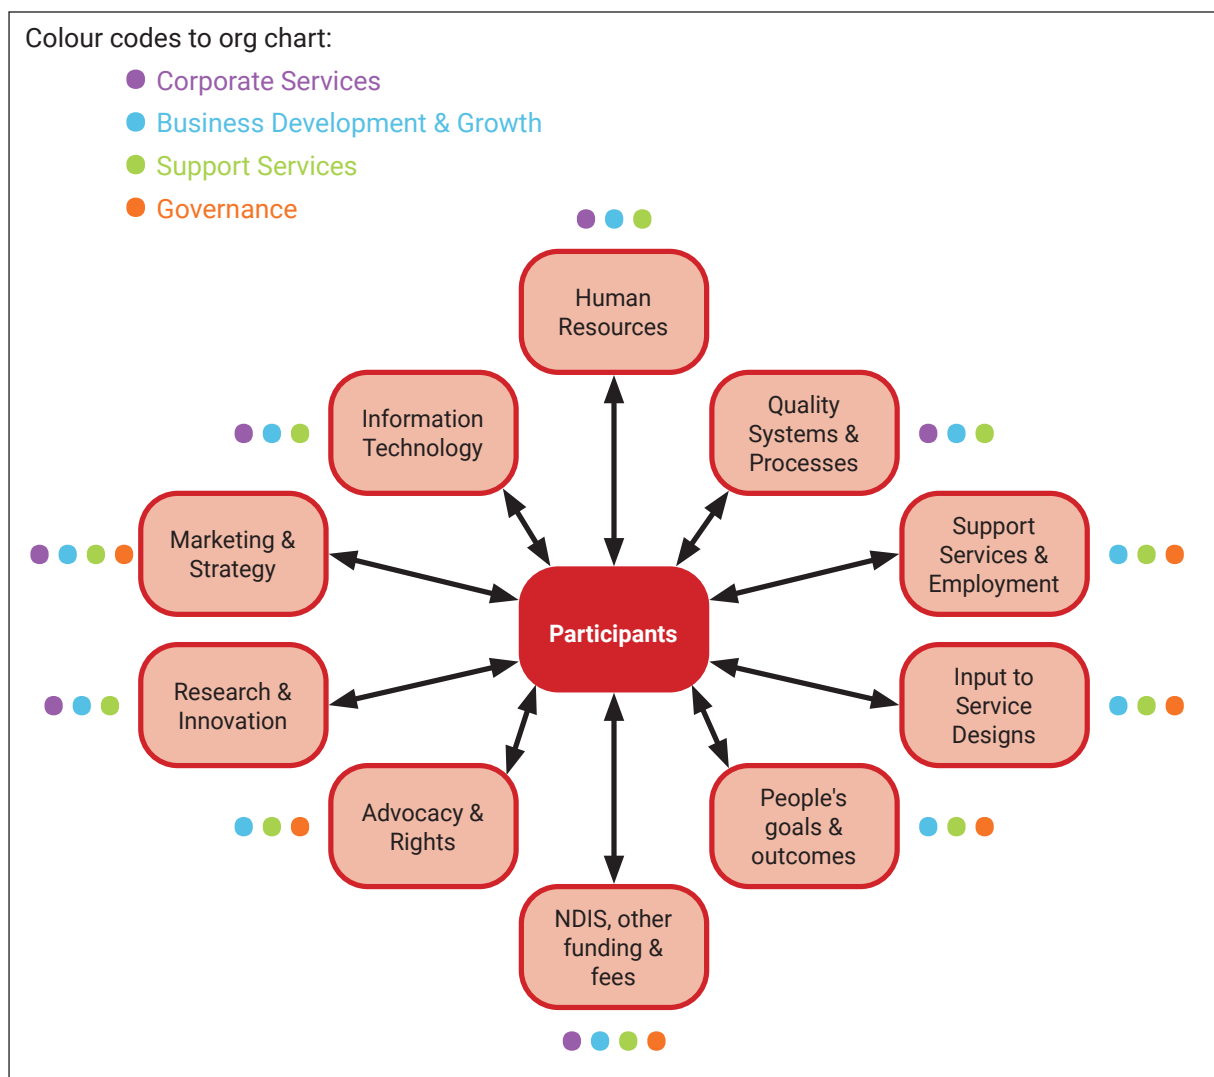 Colour codes to org chart:
Corporate Services
Business Development & Growth
Support Services
Governance
Human
Resources
Information
Technology
Quality
Systems &
Processes
Marketing &
Strategy
Support
Services &
Employment
Participants
Research &
Innovation
Input to
Service
Designs
Advocacy &
Rights
People's
goals &
outcomes
NDIS, other
funding &
fees